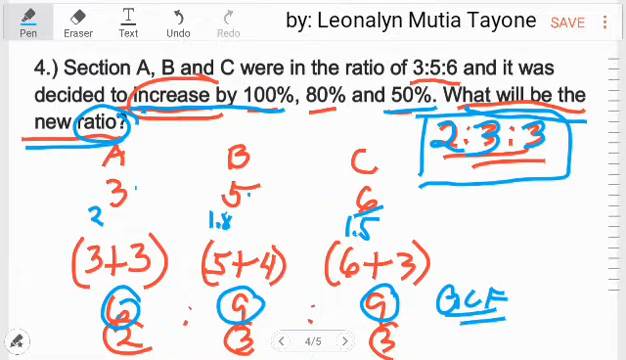 by: Leonalyn Mutia Tayone
SAVE
Pen
Eraser
Text
Undo
Redo
4.) Section A, B and C were in the ratio of 3:5:6 and it was
decided to increase by 100%, 80% and 50%. What will be the
new ratio?
2:3:3
A B C
3 5 6
2 1.8 1.5
(3+3) (5+4) (6+3)
6 : 9 : 9 GCF
2 3 3
4/5